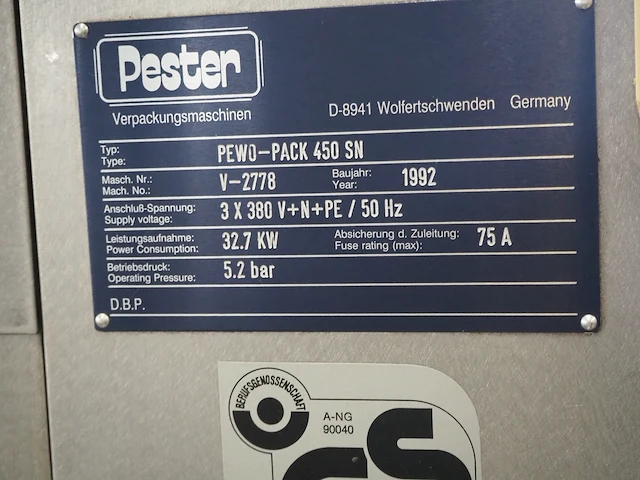 Pester
Verpackungsmaschinen
D-8941 Wolfertschwenden Germany
Typ:
Type:
PEWO-PACK 450 SN
Masch. Nr.:
Mach. No.:
V-2778
Baujahr:
Year:
1992
Anschluß-Spannung:
Supply voltage:
3 X 380 V+N+PE / 50 Hz
Leistungsaufnahme:
Power Consumption:
32.7 KW
Absicherung d. Zuleitung:
Fuse rating (max):
75 A
Betriebsdruck:
Operating Pressure:
5.2 bar
D.B.P.
BERUFSGENOSSENSCHAFT
A-NG
90040
GS